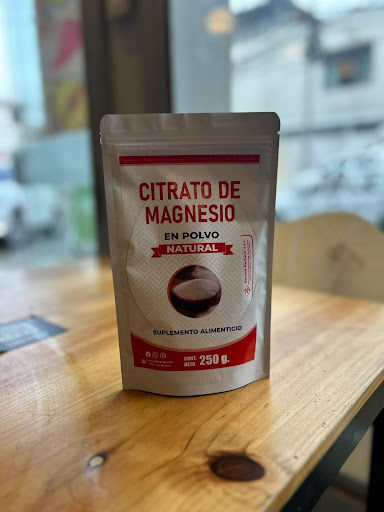 CITRATO DE
MAGNESIO
EN POLVO
NATURAL
SUPLEMENTO ALIMENTICIO
CONT.
NETO
250 g.